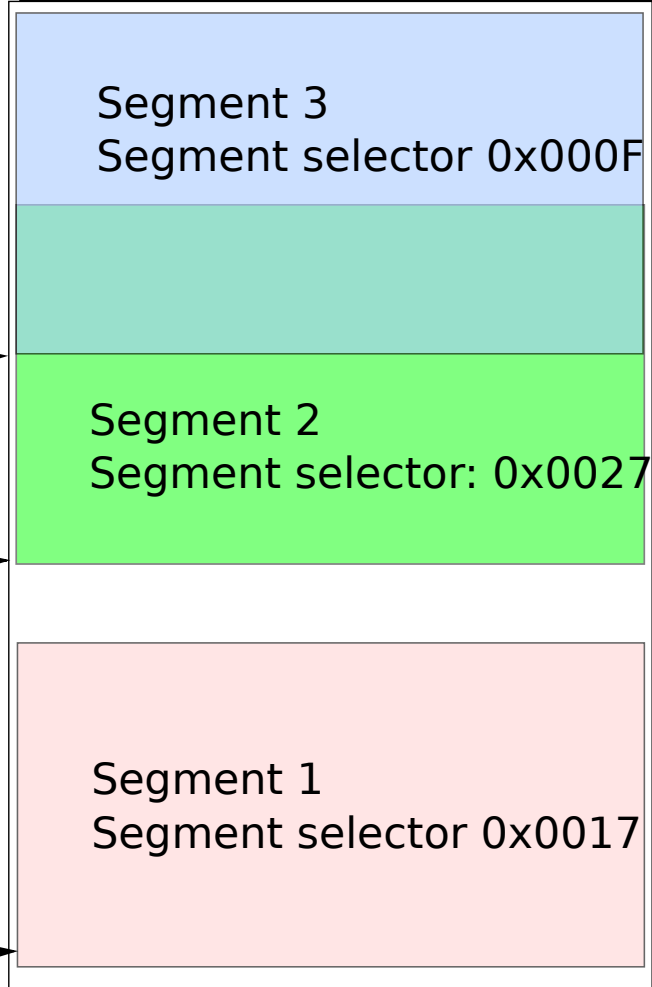 Segment 3
Segment selector 0x000F
Segment 2
Segment selector: 0x0027
Segment 1
Segment selector 0x0017